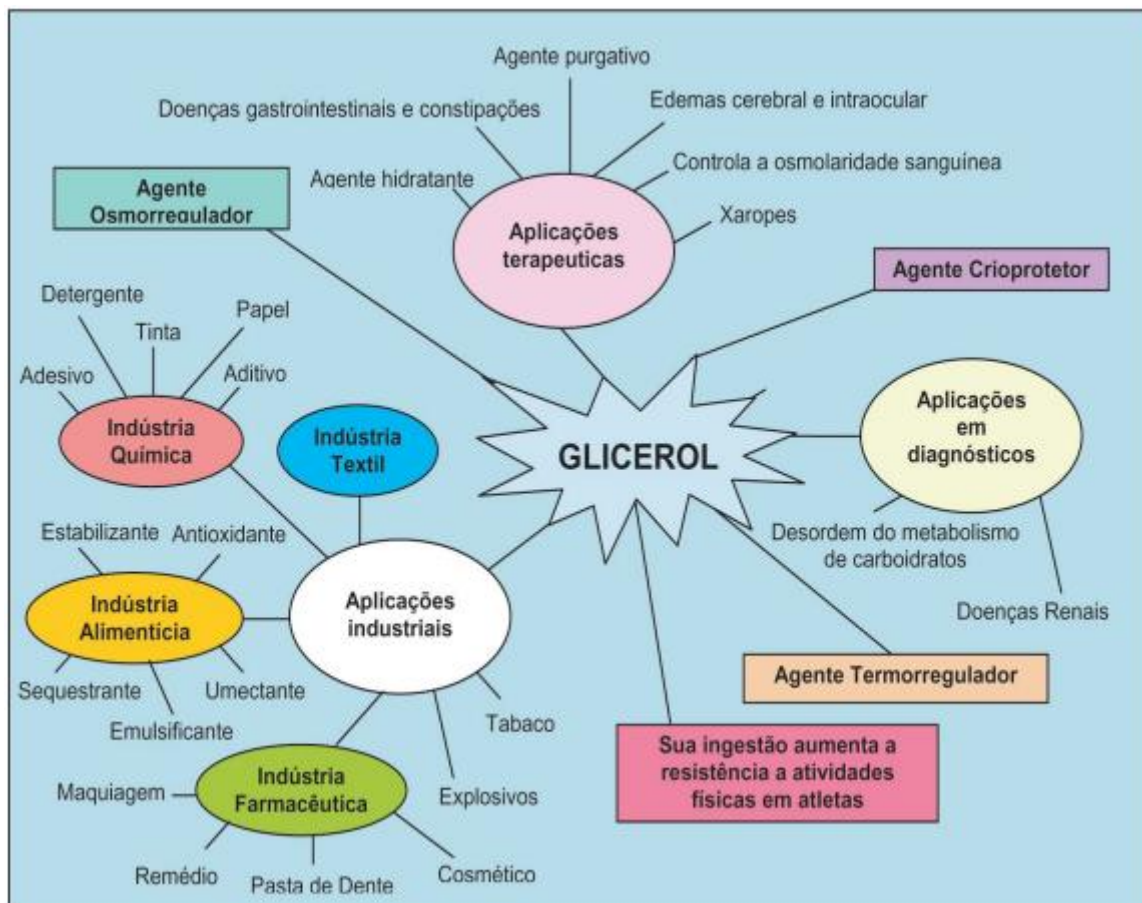 Agente purgativo
Doenças gastrointestinais e constipações
Edemas cerebral e intraocular
Agente hidratante
Controla a osmolaridade sanguínea
Xaropes
Aplicações
terapeuticas
Agente
Osmorregulador
Agente Crioprotetor
Detergente
Tinta
Papel
Adesivo
Aditivo
Indústria
Química
Indústria
Textil
GLICEROL
Aplicações
em
diagnósticos
Desordem do metabolismo
de carboidratos
Doenças Renais
Estabilizante
Antioxidante
Indústria
Alimentícia
Sequestrante
Umectante
Emulsificante
Aplicações
industriais
Tabaco
Explosivos
Agente Termorregulador
Sua ingestão aumenta a
resistência a atividades
físicas em atletas
Indústria
Farmacêutica
Maquiagem
Remédio
Pasta de Dente
Cosmético